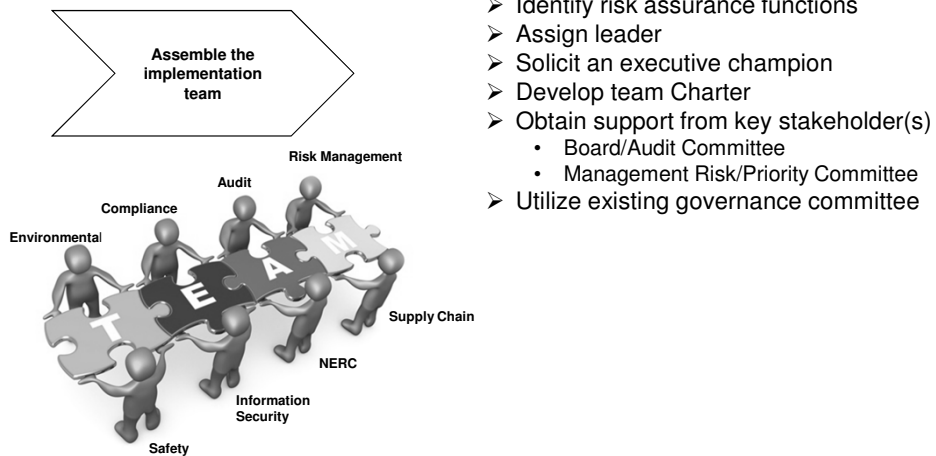 Assemble the
implementation
team
➢ Identify risk assurance functions
➢ Assign leader
➢ Solicit an executive champion
➢ Develop team Charter
➢ Obtain support from key stakeholder(s)
• Board/Audit Committee
• Management Risk/Priority Committee
➢ Utilize existing governance committee
Risk Management
Audit
Compliance
Environmental
T E A M
Supply Chain
NERC
Information
Security
Safety